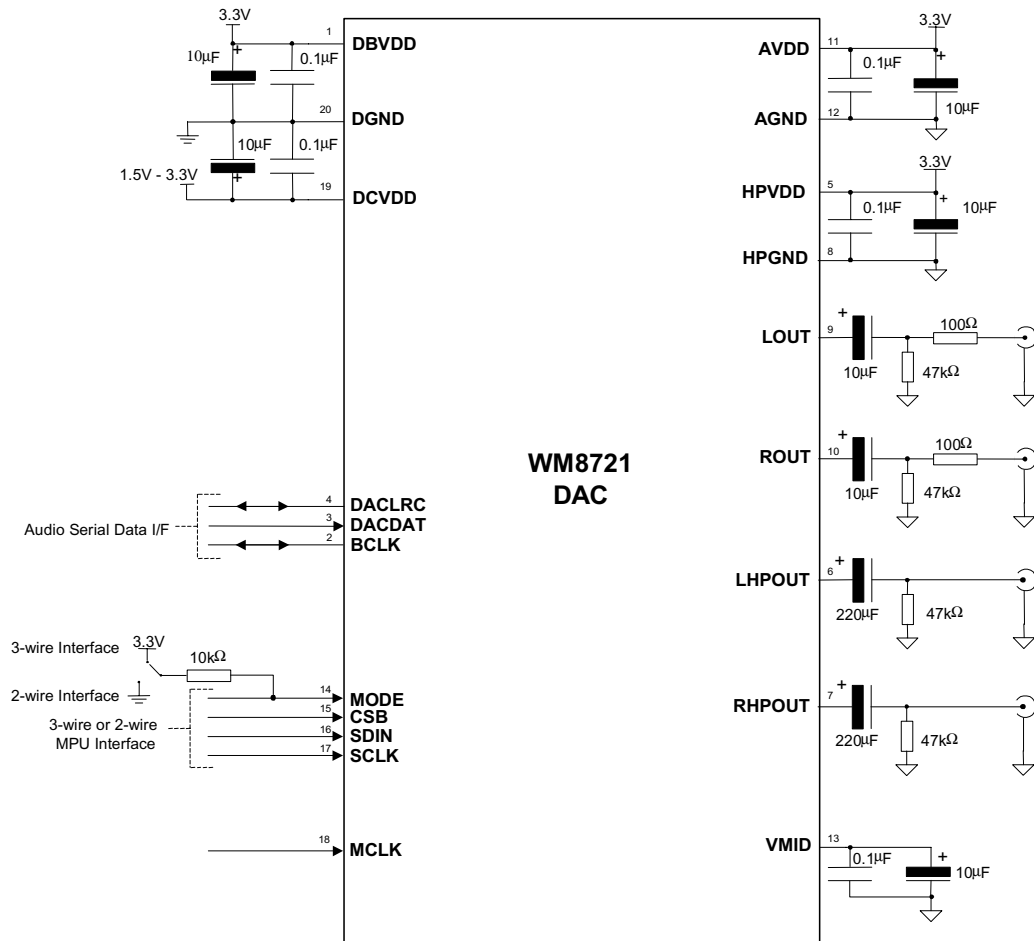 3.3V
1
DBVDD
10µF
+
0.1µF
20
DGND
10µF
0.1µF
1.5V - 3.3V
+
19
DCVDD
3.3V
11
AVDD
+
0.1µF
10µF
12
AGND
3.3V
5
HPVDD
+
0.1µF
10µF
8
HPGND
LOUT
9
+
10µF
100Ω
47kΩ
ROUT
10
+
10µF
100Ω
47kΩ
LHPOUT
6
+
220µF
47kΩ
RHPOUT
7
+
220µF
47kΩ
VMID
13
0.1µF
+
10µF
WM8721
DAC
Audio Serial Data I/F
4
DACLRC
3
DACDAT
2
BCLK
3-wire Interface
3.3V
10kΩ
2-wire Interface
3-wire or 2-wire
MPU Interface
14
MODE
15
CSB
16
SDIN
17
SCLK
18
MCLK